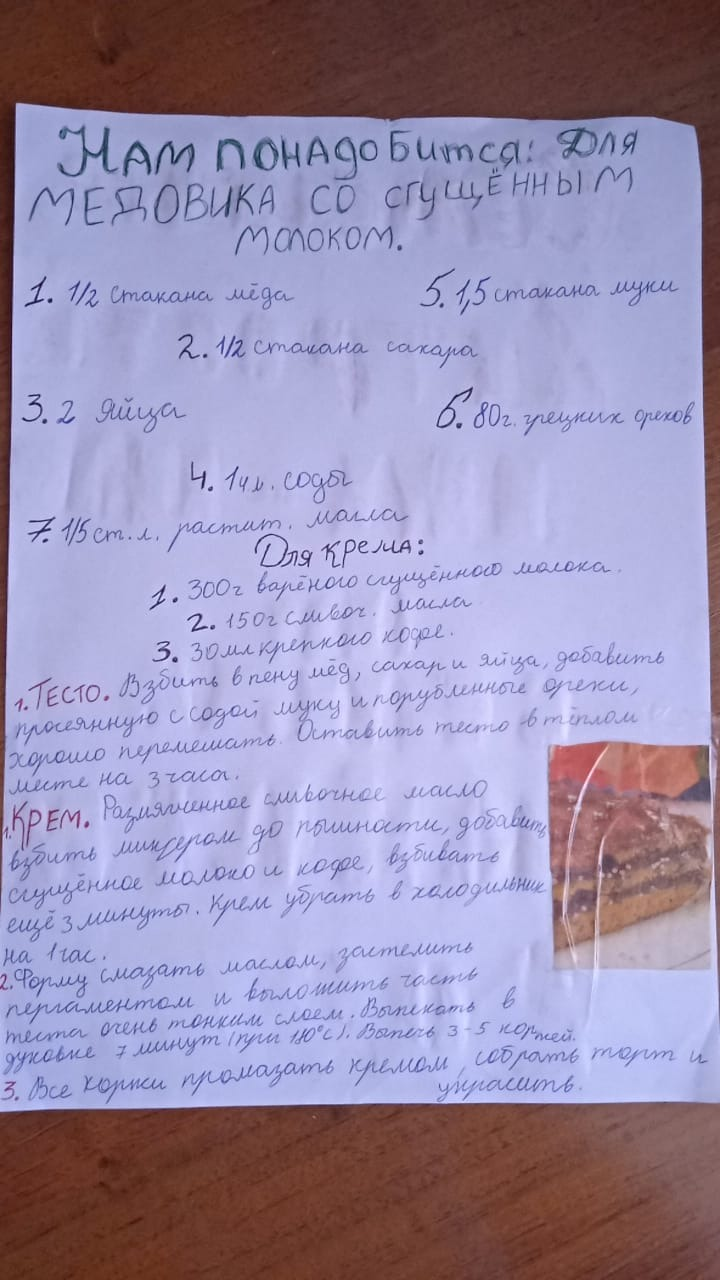 Нам понадобится: Для
медовика со сгущённым
молоком.
1. 1/2 стакана мёда
5. 1,5 стакана муки
2. 1/2 стакана сахара
3. 2 яйца
6. 80г. грецких орехов
4. 1 ч.л. соды
7. 1/5 ст.л. растит. масла
Для крема:
1. 300г варёного сгущённого молока.
2. 150г сливоч. масла
3. 30мл крепкого кофе.
1. Тесто. Взбить в пену мёд, сахар и яйца, добавить
просеянную с содой муку и порубленные орехи,
хорошо перемешать. Оставить тесто в тёплом
месте на 3 часа.
1. Крем. Размягченное сливочное масло
взбить миксером до пышности, добавить
сгущённое молоко и кофе, взбивать
ещё 3 минуты. Крем убрать в холодильник
на 1 час.
2. Форму смазать маслом, застелить
пергаментом и выложить часть
теста очень тонким слоем. Выпекать в
духовке 7 минут (при 180°С). Выпечь 3-5 коржей.
3. Все коржи промазать кремом, собрать торт и
украсить.